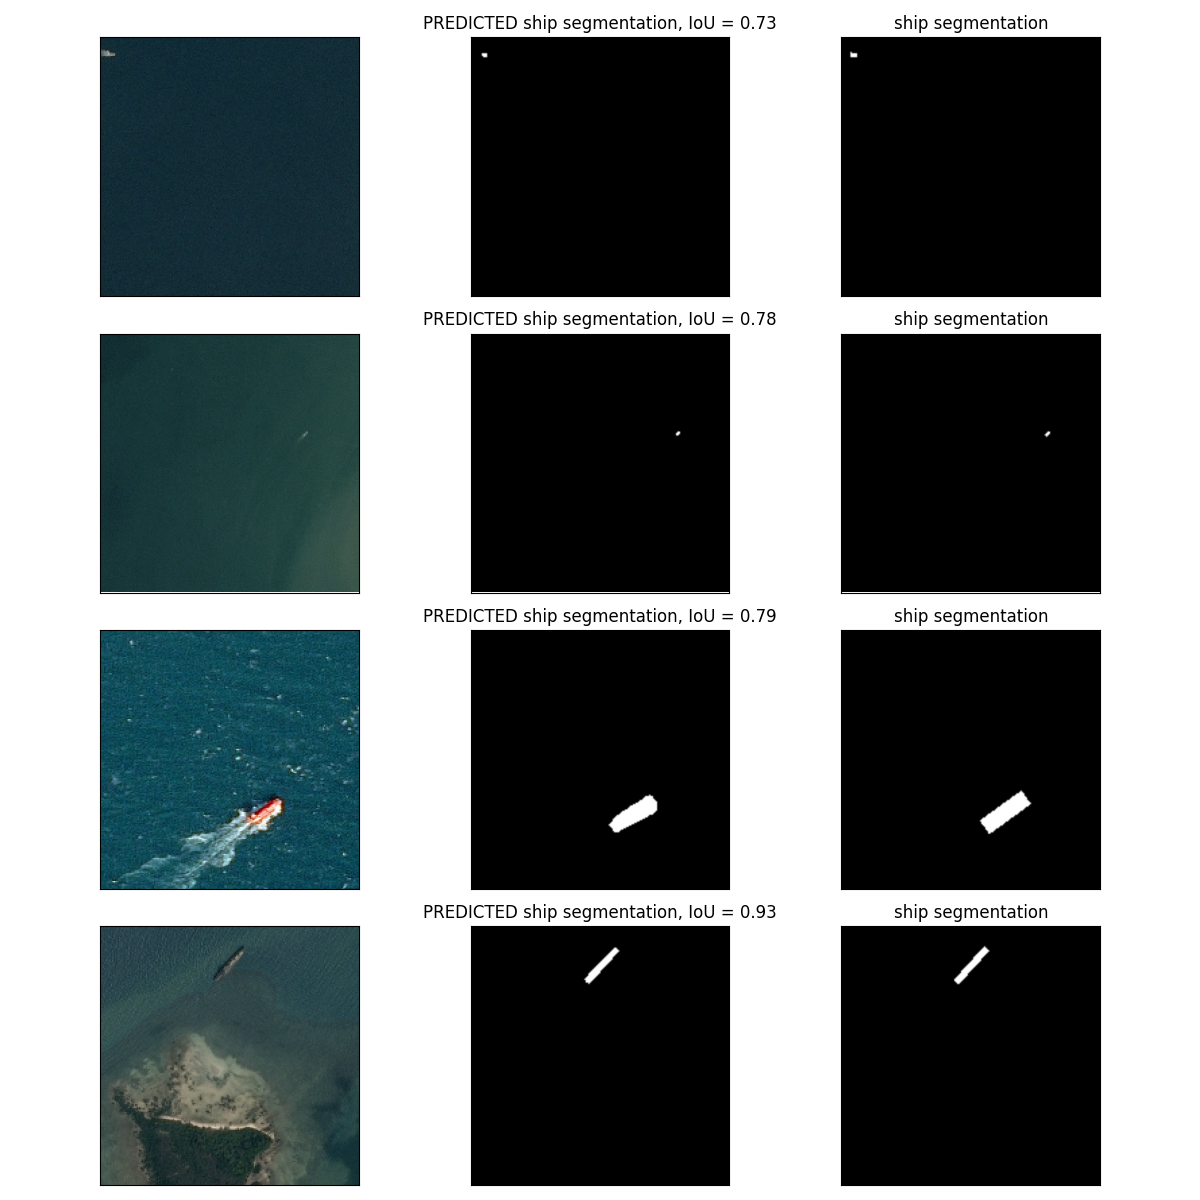 PREDICTED ship segmentation, IoU = 0.73
ship segmentation
PREDICTED ship segmentation, IoU = 0.78
ship segmentation
PREDICTED ship segmentation, IoU = 0.79
ship segmentation
PREDICTED ship segmentation, IoU = 0.93
ship segmentation